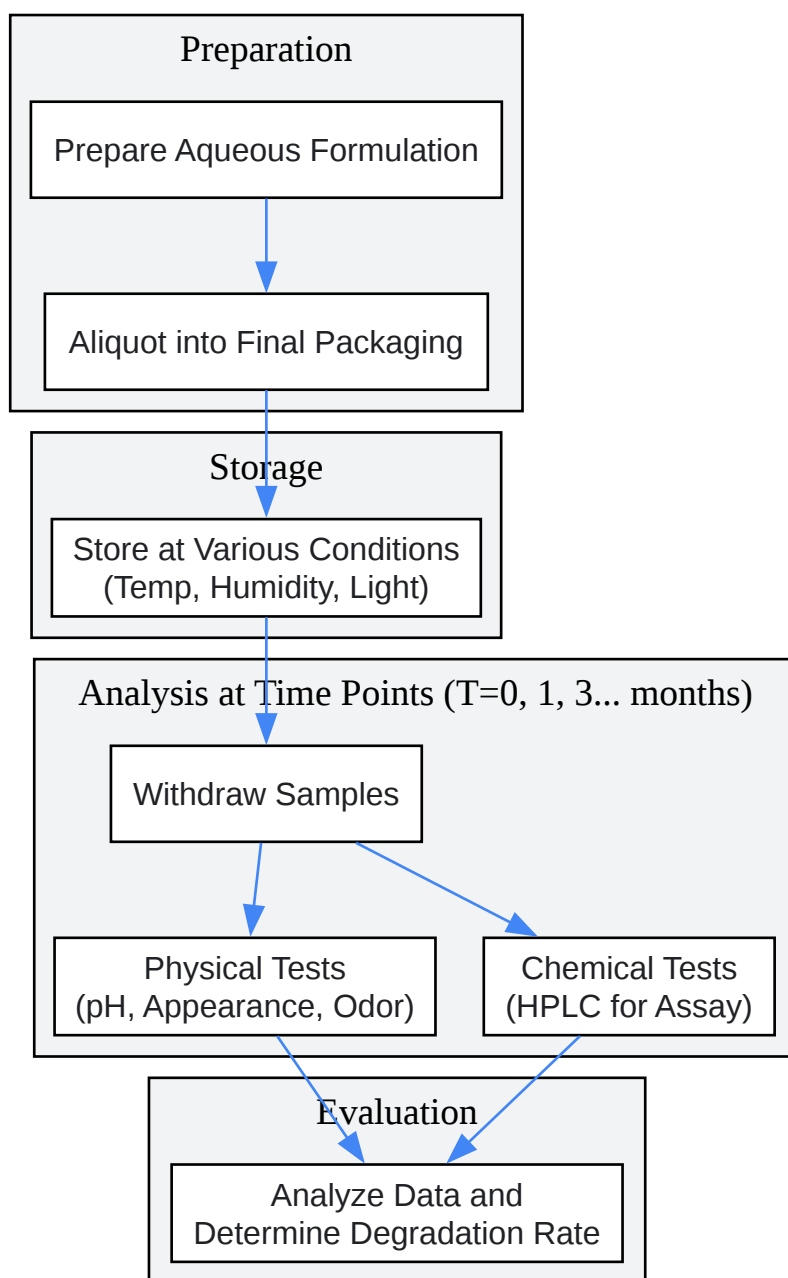 Preparation
Prepare Aqueous Formulation
Aliquot into Final Packaging
Storage
Store at Various Conditions
(Temp, Humidity, Light)
Analysis at Time Points (T=0, 1, 3... months)
Withdraw Samples
Physical Tests
(pH, Appearance, Odor)
Chemical Tests
(HPLC for Assay)
Evaluation
Analyze Data and
Determine Degradation Rate